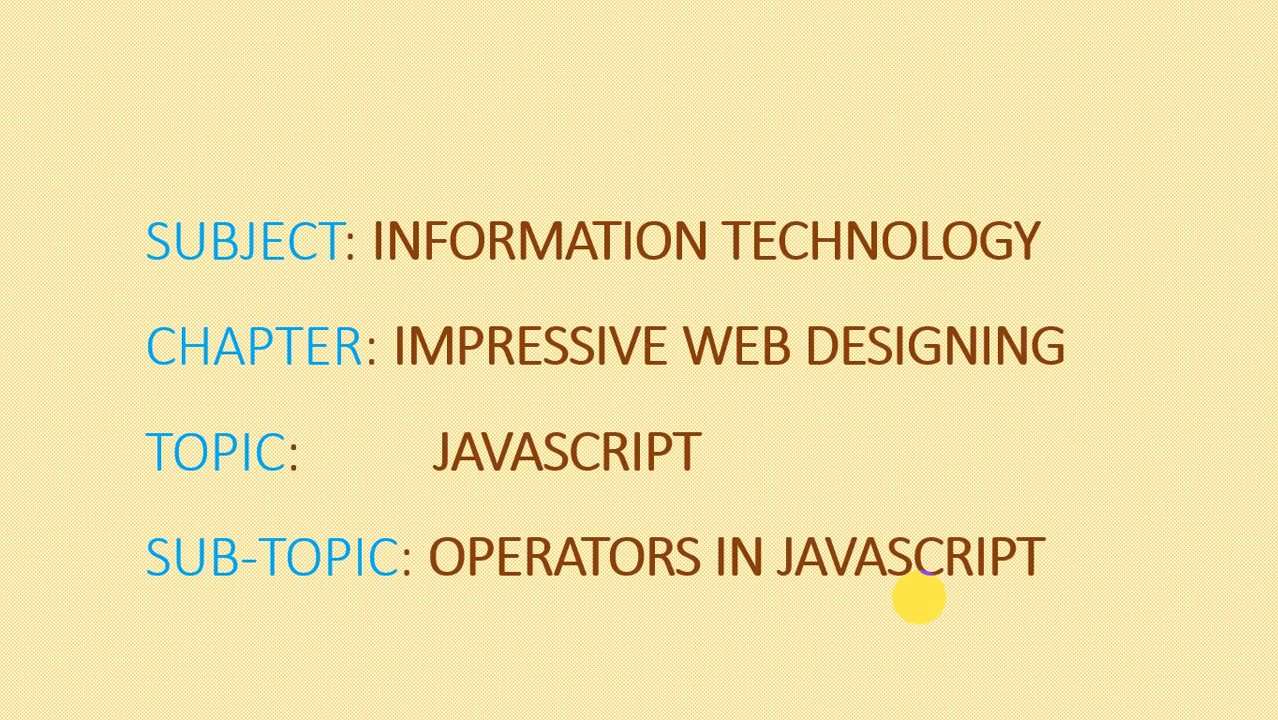 SUBJECT: INFORMATION TECHNOLOGY
CHAPTER: IMPRESSIVE WEB DESIGNING
TOPIC: JAVASCRIPT
SUB-TOPIC: OPERATORS IN JAVASCRIPT